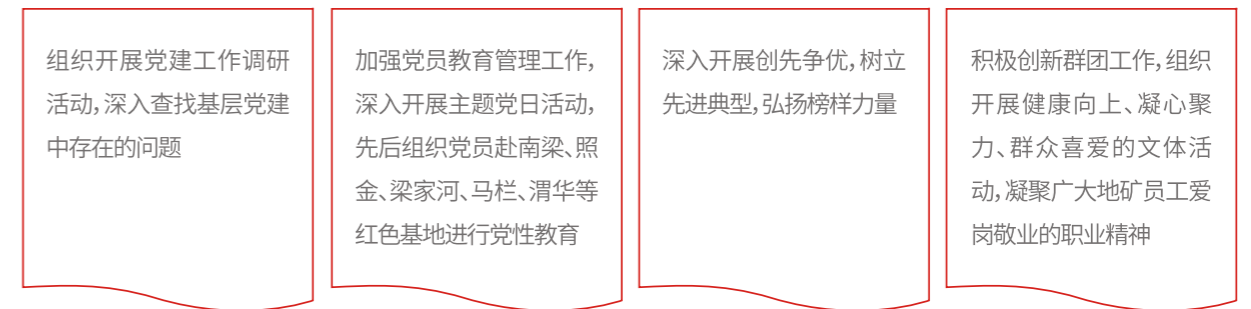 组织开展党建工作调研
活动,深入查找基层党建
中存在的问题
加强党员教育管理工作,
深入开展主题党日活动,
先后组织党员赴南梁、照
金、梁家河、马栏、渭华等
红色基地进行党性教育
深入开展创先争优,树立
先进典型,弘扬榜样力量
积极创新群团工作,组织
开展健康向上、凝心聚
力、群众喜爱的文体活
动,凝聚广大地矿员工爱
岗敬业的职业精神